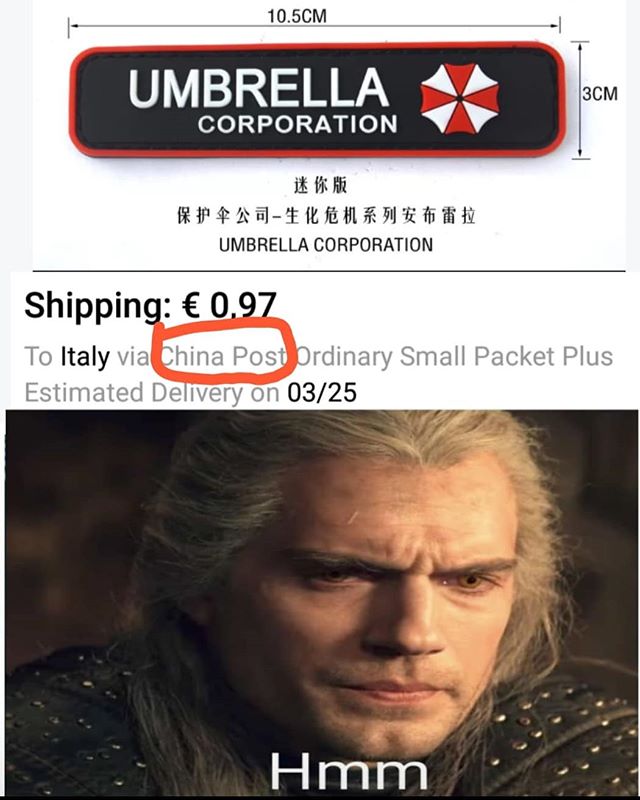 10.5CM
UMBRELLA
CORPORATION
3CM
迷你版
保护伞公司-生化危机系列安布雷拉
UMBRELLA CORPORATION
Shipping: € 0,97
To Italy via China Post Ordinary Small Packet Plus
Estimated Delivery on 03/25
Hmm